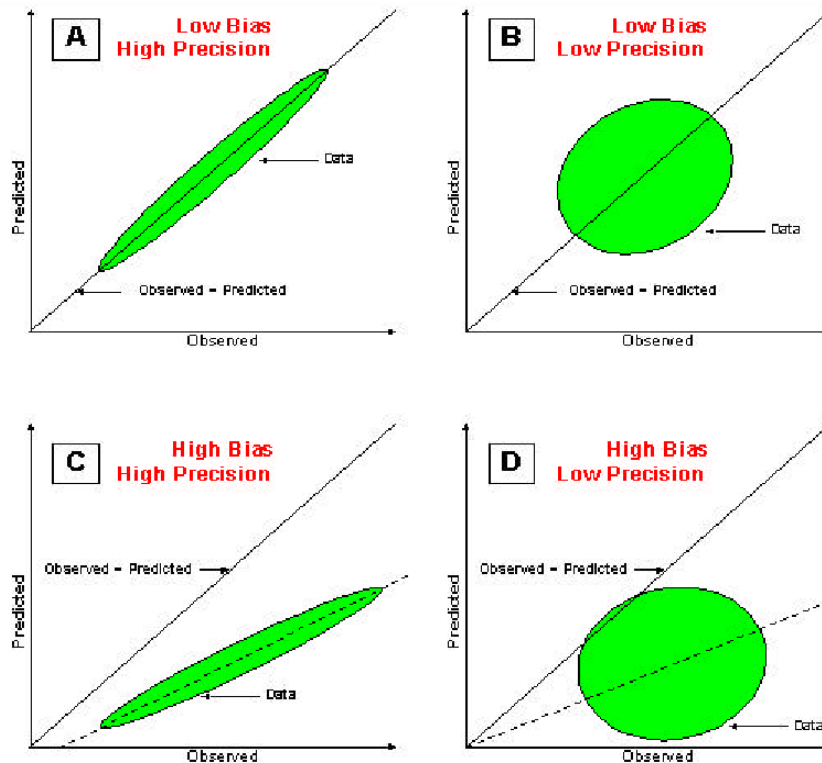 A
Low Bias
High Precision
Predicted
Data
Observed = Predicted
Observed
B
Low Bias
Low Precision
Predicted
Data
Observed = Predicted
Observed
C
High Bias
High Precision
Observed = Predicted
Predicted
Data
Observed
D
High Bias
Low Precision
Observed = Predicted
Predicted
Data
Observed